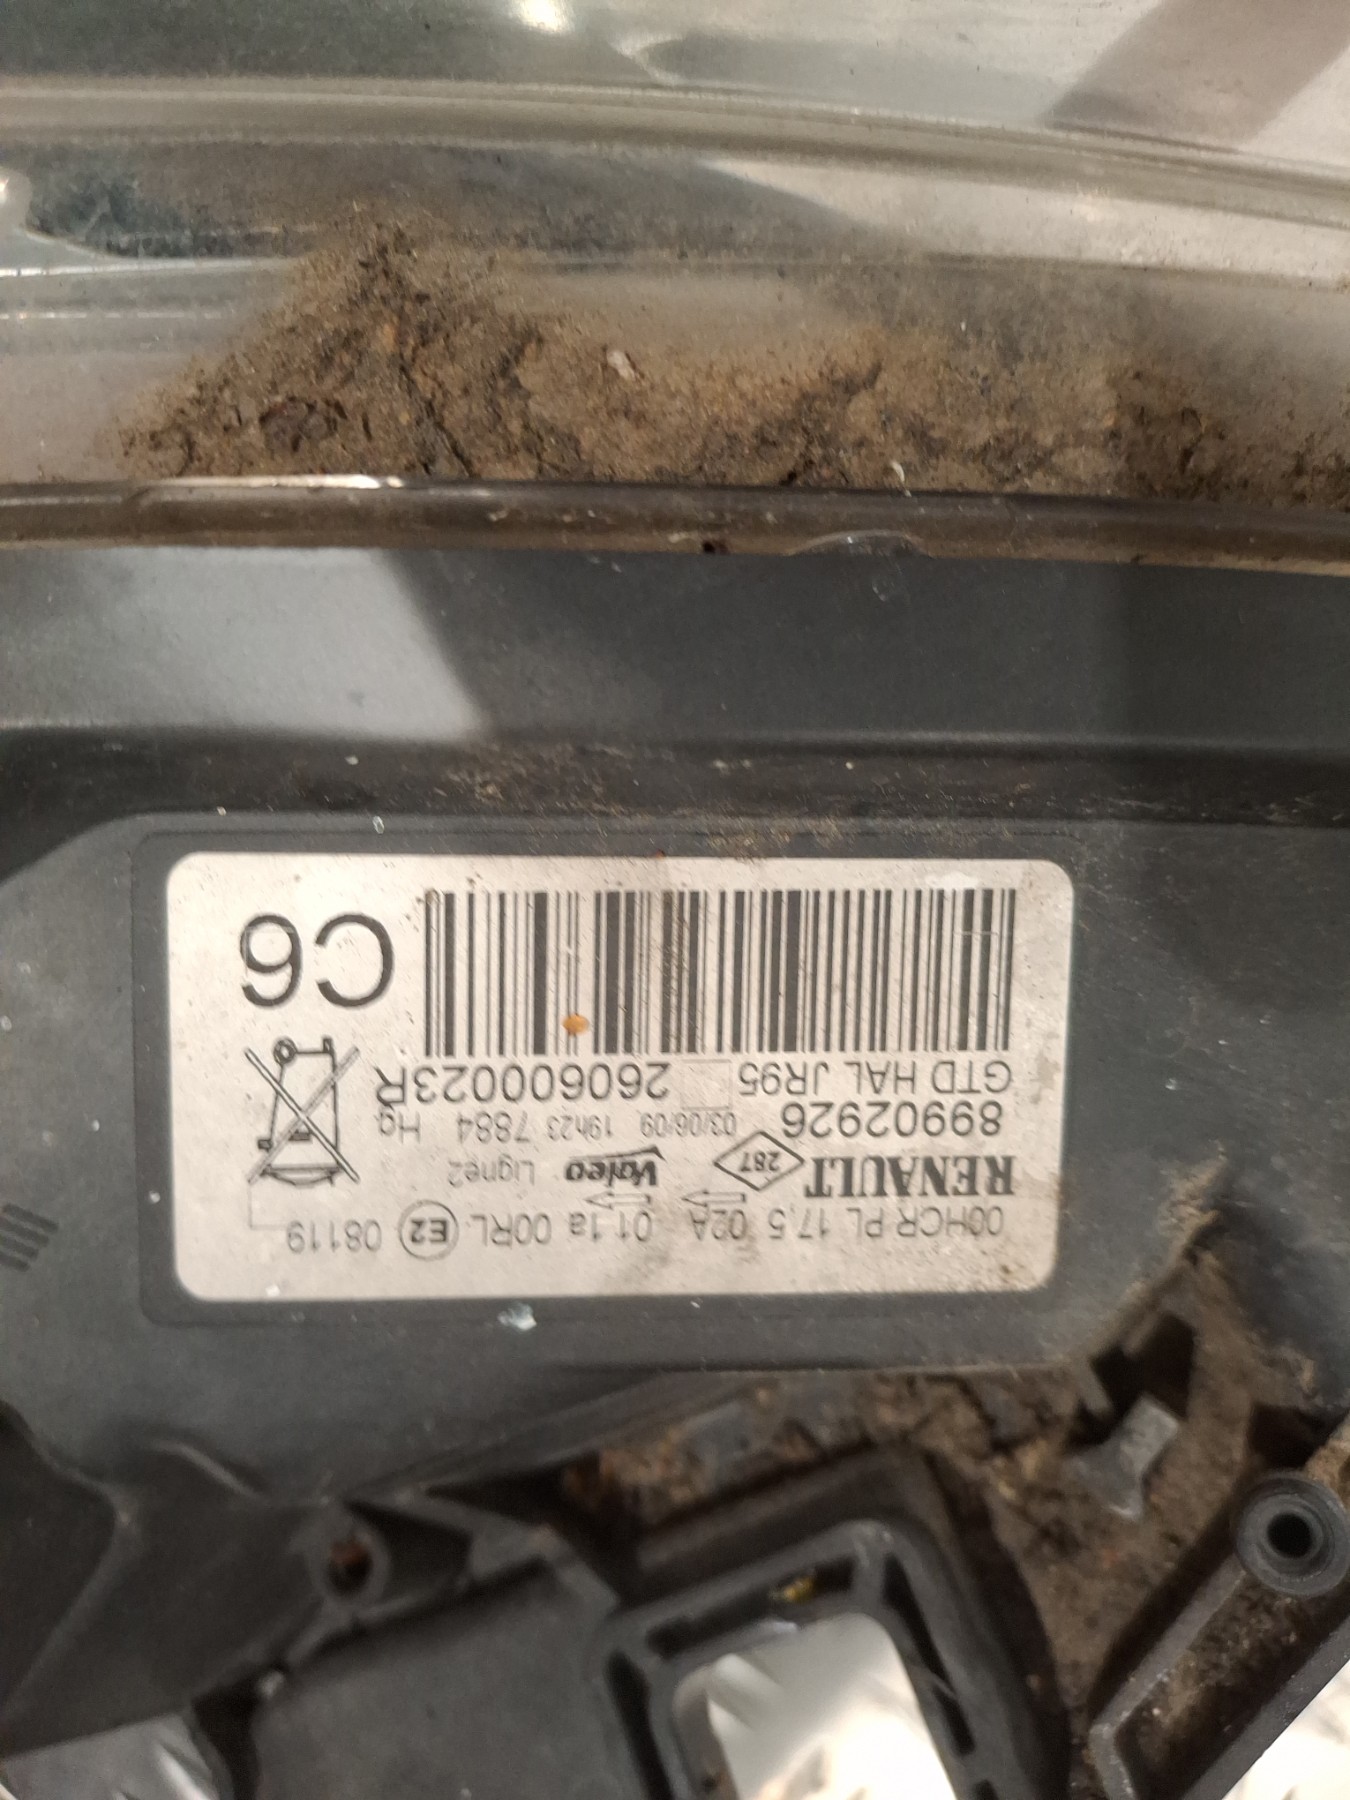 00HCR PL 17,5 02A 01 1a 00RL E2 08119
RENAULT 287 Valeo Ligne2
89902926 03/06/09 19h23 7884 Hg
GTD HAL JR95 260600023R
C6